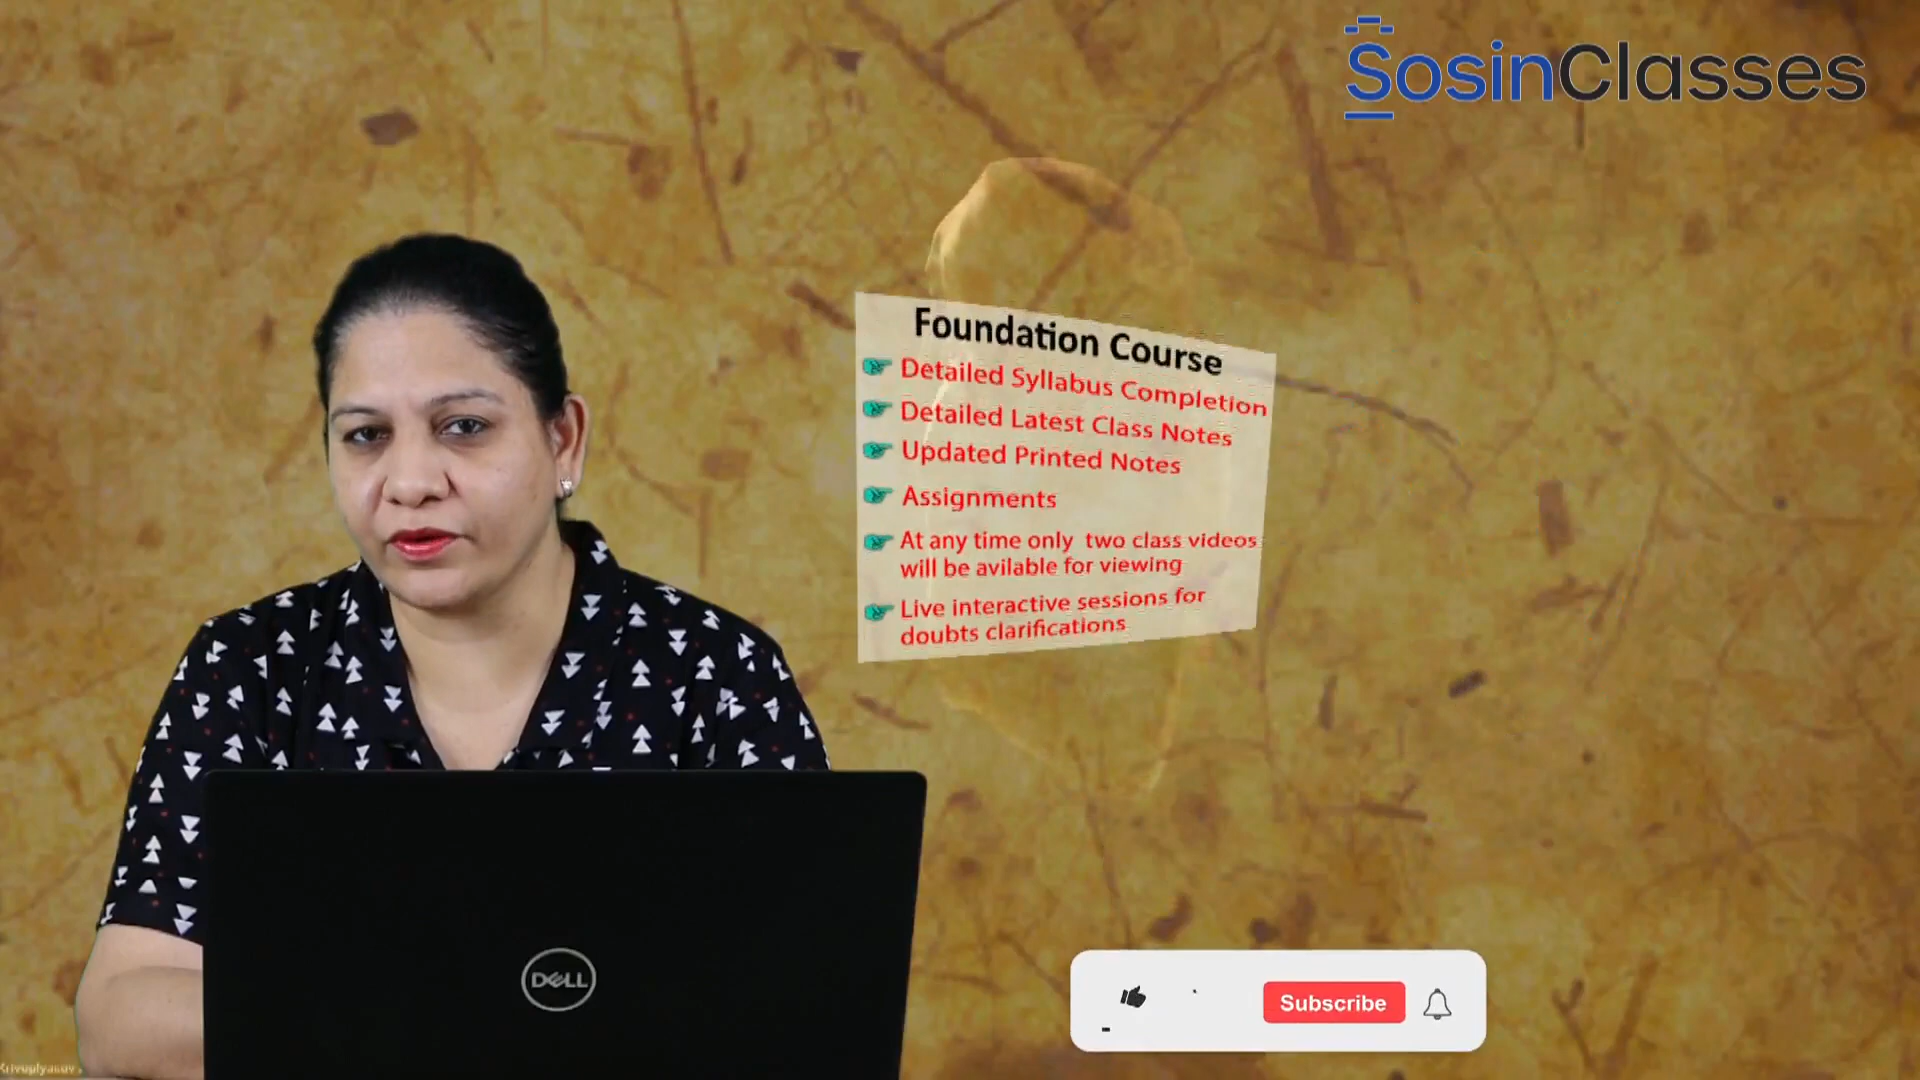 SosinClasses
Foundation Course
Detailed Syllabus Completion
Detailed Latest Class Notes
Updated Printed Notes
Assignments
At any time only two class videos
will be avilable for viewing
Live interactive sessions for
doubts clarifications
DELL
Subscribe